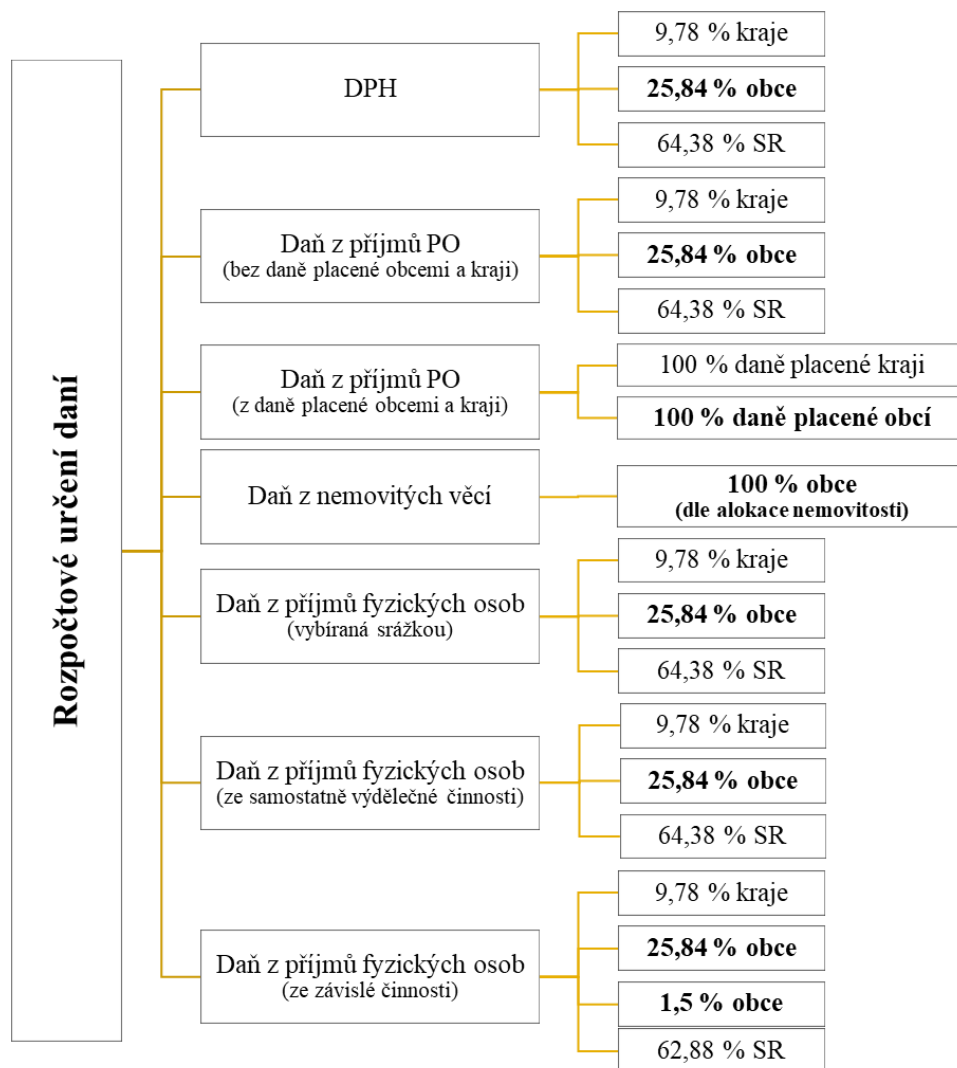 Rozpočtové určení daní
DPH
9,78 % kraje
25,84 % obce
64,38 % SR
Daň z příjmů PO
(bez daně placené obcemi a kraji)
9,78 % kraje
25,84 % obce
64,38 % SR
Daň z příjmů PO
(z daně placené obcemi a kraji)
100 % daně placené kraji
100 % daně placené obcí
Daň z nemovitých věcí
100 % obce
(dle alokace nemovitosti)
Daň z příjmů fyzických osob
(vybíraná srážkou)
9,78 % kraje
25,84 % obce
64,38 % SR
Daň z příjmů fyzických osob
(ze samostatně výdělečné činnosti)
9,78 % kraje
25,84 % obce
64,38 % SR
Daň z příjmů fyzických osob
(ze závislé činnosti)
9,78 % kraje
25,84 % obce
1,5 % obce
62,88 % SR